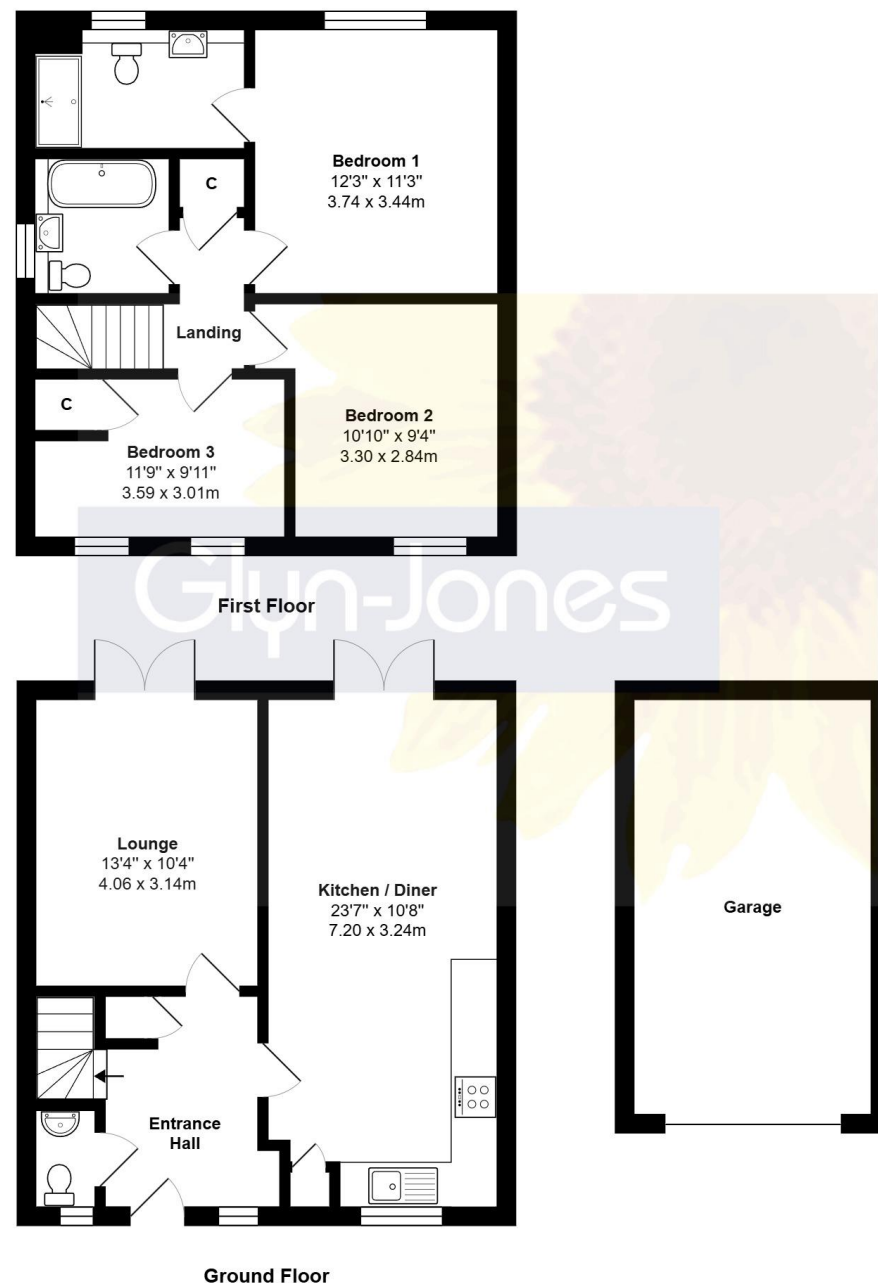 Bedroom 1
12'3" x 11'3"
3.74 x 3.44m
C
Landing
C
Bedroom 2
10'10" x 9'4"
3.30 x 2.84m
Bedroom 3
11'9" x 9'11"
3.59 x 3.01m
Glyn-Jones
First Floor
Lounge
13'4" x 10'4"
4.06 x 3.14m
Kitchen / Diner
23'7" x 10'8"
7.20 x 3.24m
Garage
Entrance
Hall
Ground Floor